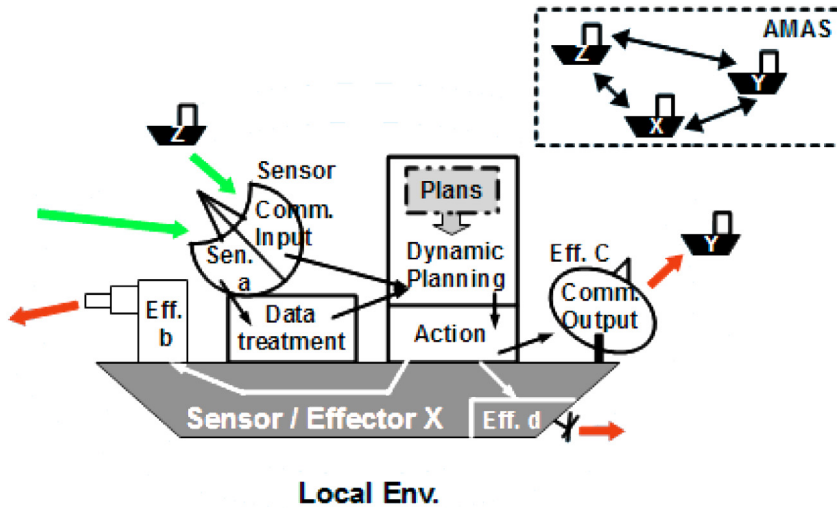 AMAS
Z
Y
X
Z
Sensor
Comm.
Input
Sen.
a
Plans
Dynamic
Planning
Eff. C
Y
Comm.
Output
Eff.
b
Data
treatment
Action
Sensor / Effector X
Eff. d
Local Env.